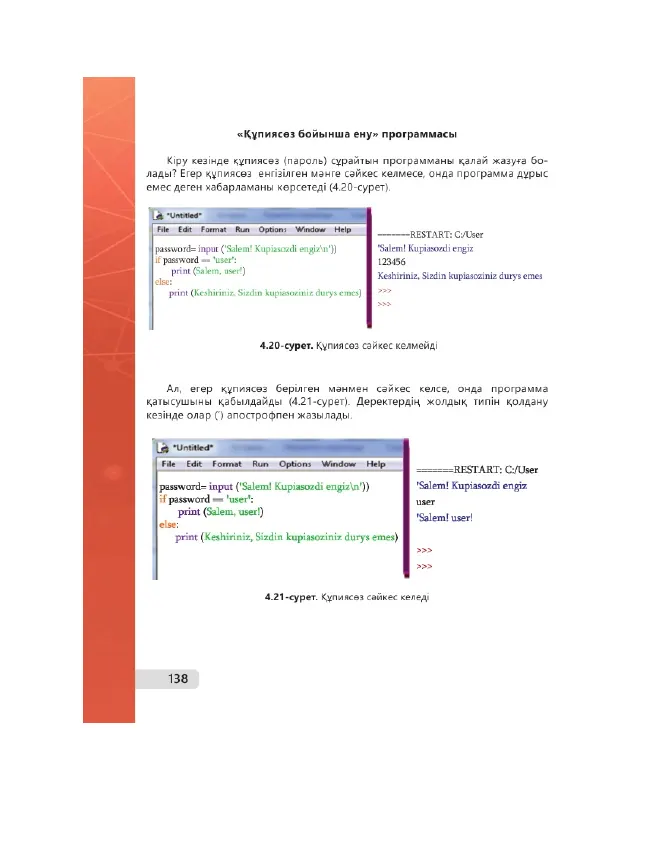 «Құпиясөз бойынша ену» программасы
Кіру кезінде құпиясөз (пароль) сұрайтын программаны қалай жазуға бо-
лады? Егер құпиясөз енгізілген мәнге сәйкес келмесе, онда программа дұрыс
емес деген хабарламаны көрсетеді (4.20-сурет).
*Untitled*
File Edit Format Run Options Window Help
password= input ('Salem! Kupiasozdi engiz\n'))
if password == 'user':
print (Salem, user!)
else:
print (Keshiriniz, Sizdin kupiasoziniz durys emes)
=======RESTART: C:/User
'Salem! Kupiasozdi engiz
123456
Keshiriniz, Sizdin kupiasoziniz durys emes
>>>
>>>
4.20-сурет. Құпиясөз сәйкес келмейді
Ал, егер құпиясөз берілген мәнмен сәйкес келсе, онда программа
қатысушыны қабылдайды (4.21-сурет). Деректердің жолдық типін қолдану
кезінде олар (') апострофпен жазылады.
*Untitled*
File Edit Format Run Options Window Help
password= input ('Salem! Kupiasozdi engiz\n'))
if password == 'user':
print (Salem, user!)
else:
print (Keshiriniz, Sizdin kupiasoziniz durys emes)
=======RESTART: C:/User
'Salem! Kupiasozdi engiz
user
'Salem! user!
>>>
>>>
4.21-сурет. Құпиясөз сәйкес келеді
138